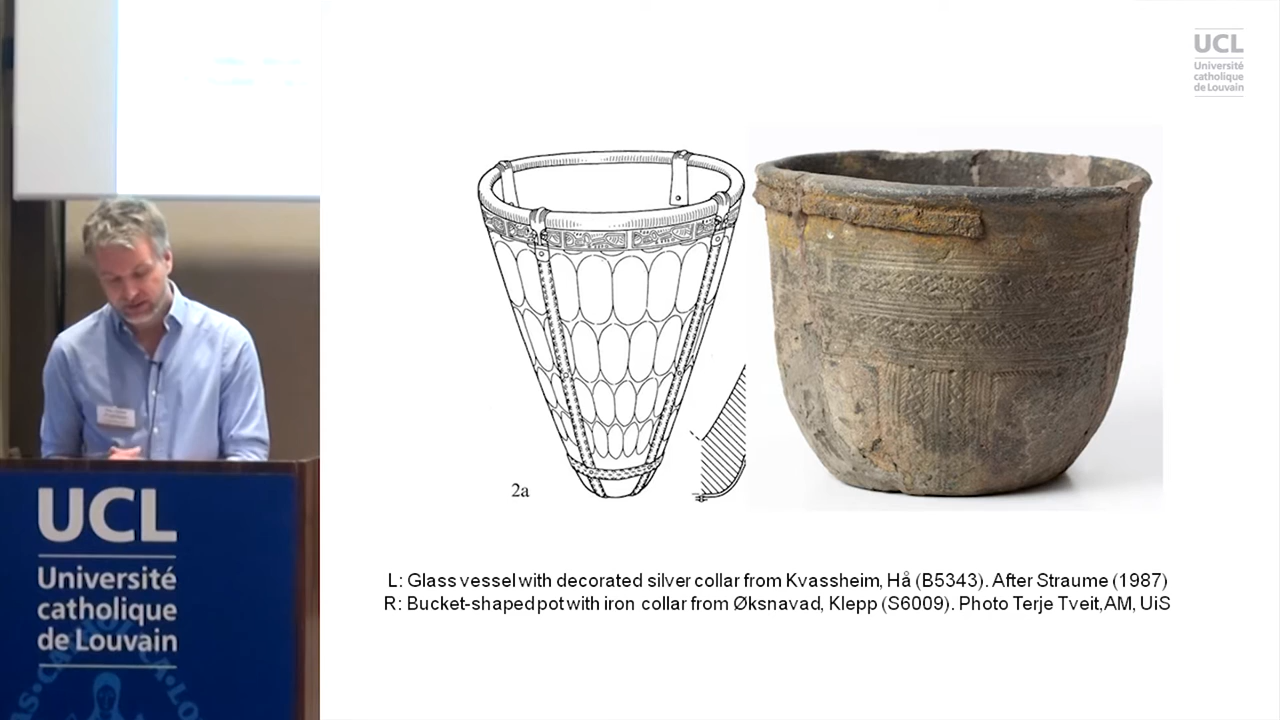 UCL
Université
catholique
de Louvain
2a
L: Glass vessel with decorated silver collar from Kvassheim, Hå (B5343). After Straume (1987)
R: Bucket-shaped pot with iron collar from Øksnavad, Klepp (S6009). Photo Terje Tveit,AM, UiS
UCL
Université
catholique
de Louvain